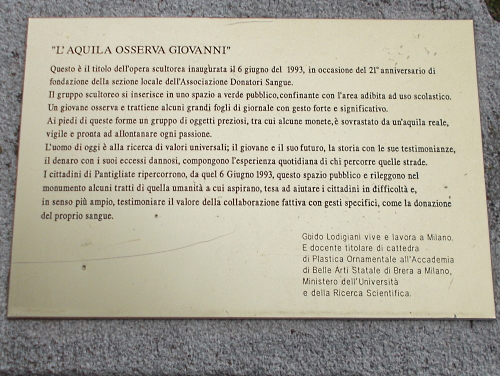 "L'AQUILA OSSERVA GIOVANNI"
Questo è il titolo dell'opera scultorea inaugurata il 6 giugno del 1993, in occasione del 21° anniversario di
fondazione della sezione locale dell'Associazione Donatori Sangue.
Il gruppo scultoreo si inserisce in uno spazio a verde pubblico, confinante con l'area adibita ad uso scolastico.
Un giovane osserva e trattiene alcuni grandi fogli di giornale con gesto forte e significativo.
Ai piedi di queste forme un gruppo di oggetti preziosi, tra cui alcune monete, è sovrastato da un'aquila reale,
vigile e pronta ad allontanare ogni passione.
L'uomo di oggi è alla ricerca di valori universali; il giovane e il suo futuro, la storia con le sue testimonianze,
il denaro con i suoi eccessi dannosi, compongono l'esperienza quotidiana di chi percorre quelle strade.
I cittadini di Pantigliate ripercorrono, da quel 6 Giugno 1993, questo spazio pubblico e rileggono nel
monumento alcuni tratti di quella umanità a cui aspirano, tesa ad aiutare i cittadini in difficoltà e,
in senso più ampio, testimoniare il valore della collaborazione fattiva con gesti specifici, come la donazione
del proprio sangue.
Guido Lodigiani vive e lavora a Milano.
E docente titolare di cattedra
di Plastica Ornamentale all'Accademia
di Belle Arti Statale di Brera a Milano,
Ministero dell'Università
e della Ricerca Scientifica.